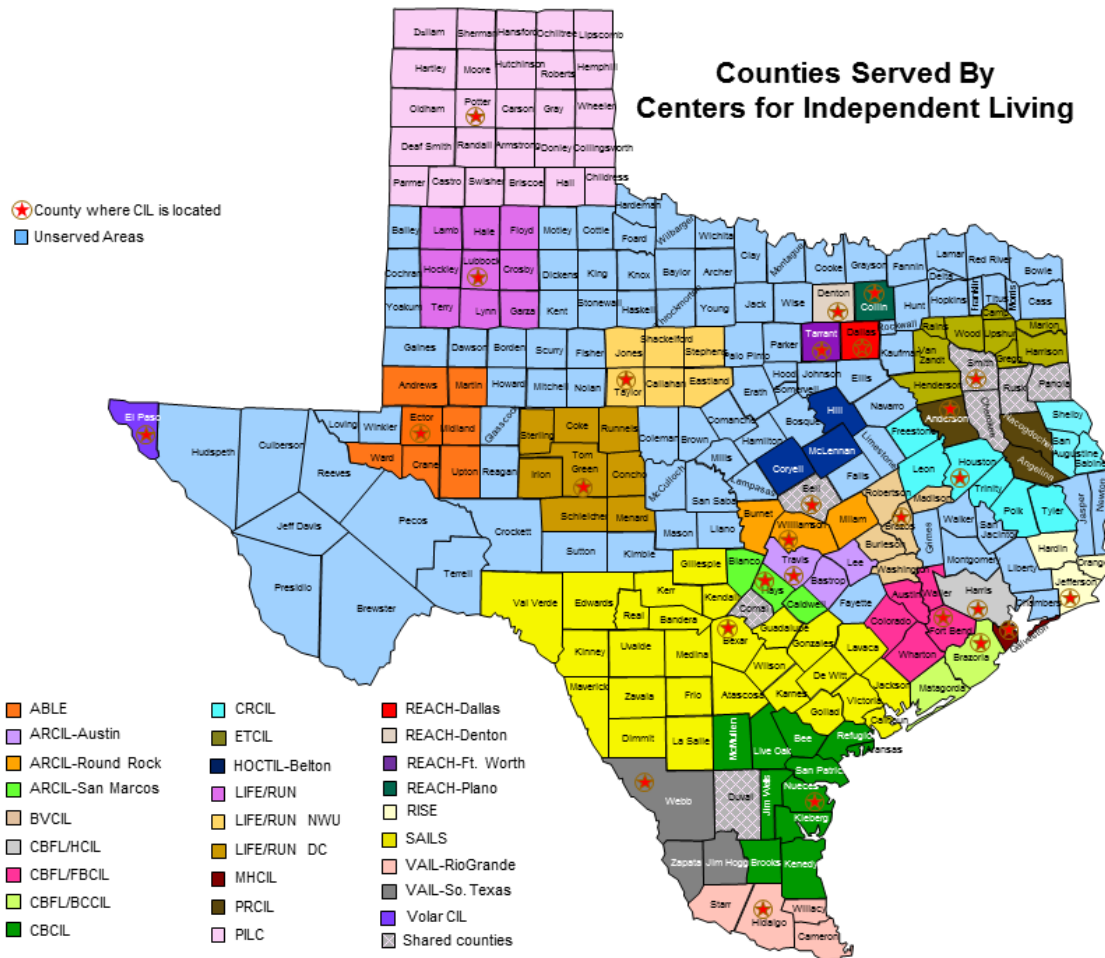 Counties Served By
Centers for Independent Living
County where CIL is located
Unserved Areas
Dallam Sherman Hansford Ochiltree Lipscomb
Hartley Moore Hutchinson Roberts Hemphill
Oldham Potter Carson Gray Wheeler
Deaf Smith Randall Armstrong Donley Collingsworth
Parmer Castro Swisher Briscoe Hall Childress
Hardeman
Bailey Lamb Hale Floyd Motley Cottle Foard Wilbarger Wichita
Clay Montague Cooke Grayson Fannin Lamar Red River Bowie
Delta
Cochran Hockley Lubbock Crosby Dickens King Knox Baylor Archer
Yoakum Terry Lynn Garza Kent Stonewall Haskell Throckmorton Young Jack Wise Denton Collin Hunt Hopkins Franklin Titus Morris Cass
Camp
Rockwall Rains Wood Upshur Marion
Gaines Dawson Borden Scurry Fisher Jones Shackelford Stephens Palo Pinto Parker Tarrant Dallas Kaufman Van Zandt Gregg Harrison
Andrews Martin Howard Mitchell Nolan Taylor Callahan Eastland Erath Hood Johnson Somervell Ellis Henderson Smith Rusk Panola
El Paso Hudspeth Culberson Loving Winkler Ector Midland Glasscock Sterling Coke Runnels Coleman Brown Comanche Hamilton Bosque Hill Navarro Freestone Anderson Cherokee Nacogdoches Shelby
San Augustine Sabine
Reeves Ward Crane Upton Reagan Irion Tom Green Concho McCulloch Mills Lampasas Coryell McLennan Limestone Falls Leon Houston Angelina
Trinity Polk Tyler Jasper Newton
San Saba Bell Robertson Madison
Jeff Davis Pecos Crockett Schleicher Menard Mason Llano Burnet Williamson Milam Brazos Grimes Walker San Jacinto
Hardin Orange
Presidio Brewster Terrell Sutton Kimble Gillespie Blanco Travis Lee Burleson Washington Montgomery Liberty Jefferson
Val Verde Edwards Kerr Kendall Hays Bastrop Fayette Austin Waller Harris Chambers
Real Bandera Comal Caldwell Colorado Fort Bend Galveston
Kinney Uvalde Medina Bexar Guadalupe Gonzales Lavaca Wharton Brazoria
Maverick Zavala Frio Atascosa Wilson Karnes De Witt Jackson Matagorda
Dimmit La Salle McMullen Live Oak Bee Goliad Victoria Calhoun
Refugio
San Patric
Webb Duval Jim Wells Nueces
Kleberg
Zapata Jim Hogg Brooks Kenedy
Starr Hidalgo Willacy
Cameron
ABLE
ARCIL-Austin
ARCIL-Round Rock
ARCIL-San Marcos
BVCIL
CBFL/HCIL
CBFL/FBCIL
CBFL/BCCIL
CBCIL
CRCIL
ETCIL
HOCTIL-Belton
LIFE/RUN
LIFE/RUN NWU
LIFE/RUN DC
MHCIL
PRCIL
PILC
REACH-Dallas
REACH-Denton
REACH-Ft. Worth
REACH-Plano
RISE
SAILS
VAIL-RioGrande
VAIL-So. Texas
Volar CIL
Shared counties